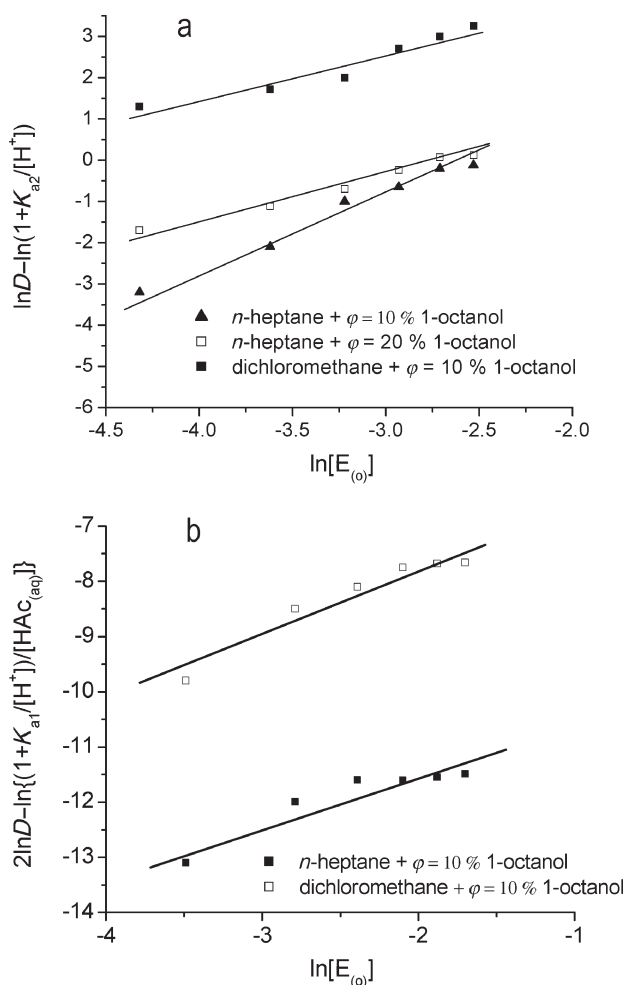 a
3
2
1
0
-1
-2
-3
-4
-5
-6
lnD–ln(1+Ka2/[H+])
n-heptane + φ = 10 % 1-octanol
n-heptane + φ = 20 % 1-octanol
dichloromethane + φ = 10 % 1-octanol
-4.5 -4.0 -3.5 -3.0 -2.5 -2.0
ln[E(o)]
b
-7
-8
-9
-10
-11
-12
-13
-14
2lnD–ln{(1+Ka1/[H+])/[HAc(aq)]}
n-heptane + φ = 10% 1-octanol
dichloromethane + φ = 10% 1-octanol
-4 -3 -2 -1
ln[E(o)]